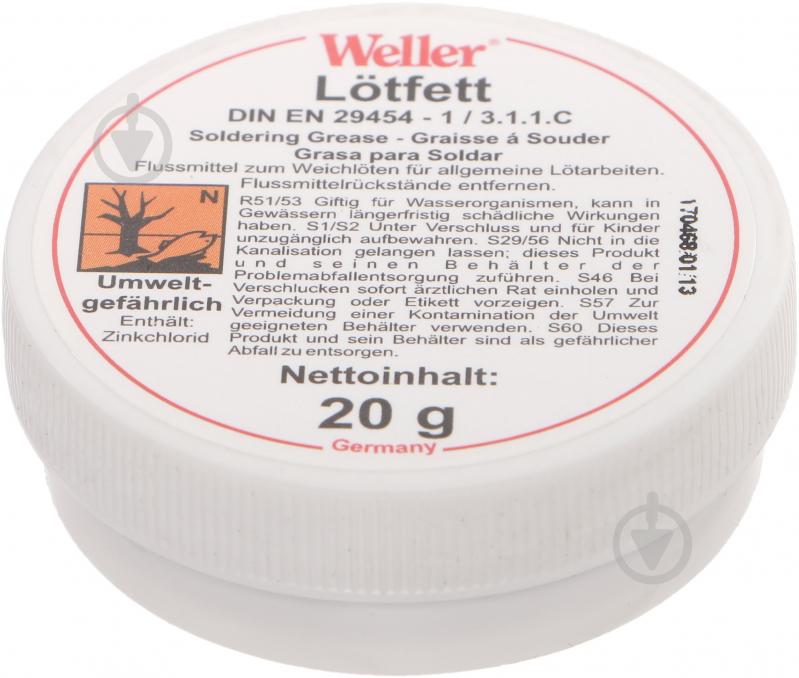 Weller®
Lötfett
DIN EN 29454 - 1 / 3.1.1.C
Soldering Grease - Graisse á Souder
Grasa para Soldar
Flussmittel zum Weichlöten für allgemeine Lötarbeiten.
Flussmittelrückstände entfernen.
N
R51/53 Giftig für Wasserorganismen, kann in
Gewässern längerfristig schädliche Wirkungen
haben. S1/S2 Unter Verschluss und für Kinder
unzugänglich aufbewahren. S29/56 Nicht in die
Kanalisation gelangen lassen; dieses Produkt
und seinen Behälter der
Problemabfallentsorgung zuführen. S46 Bei
Verschlucken sofort ärztlichen Rat einholen und
Verpackung oder Etikett vorzeigen. S57 Zur
Vermeidung einer Kontamination der Umwelt
geeigneten Behälter verwenden. S60 Dieses
Produkt und sein Behälter sind als gefährlicher
Abfall zu entsorgen.
Umwelt-
gefährlich
Enthält:
Zinkchlorid
Nettoinhalt:
20 g
Germany